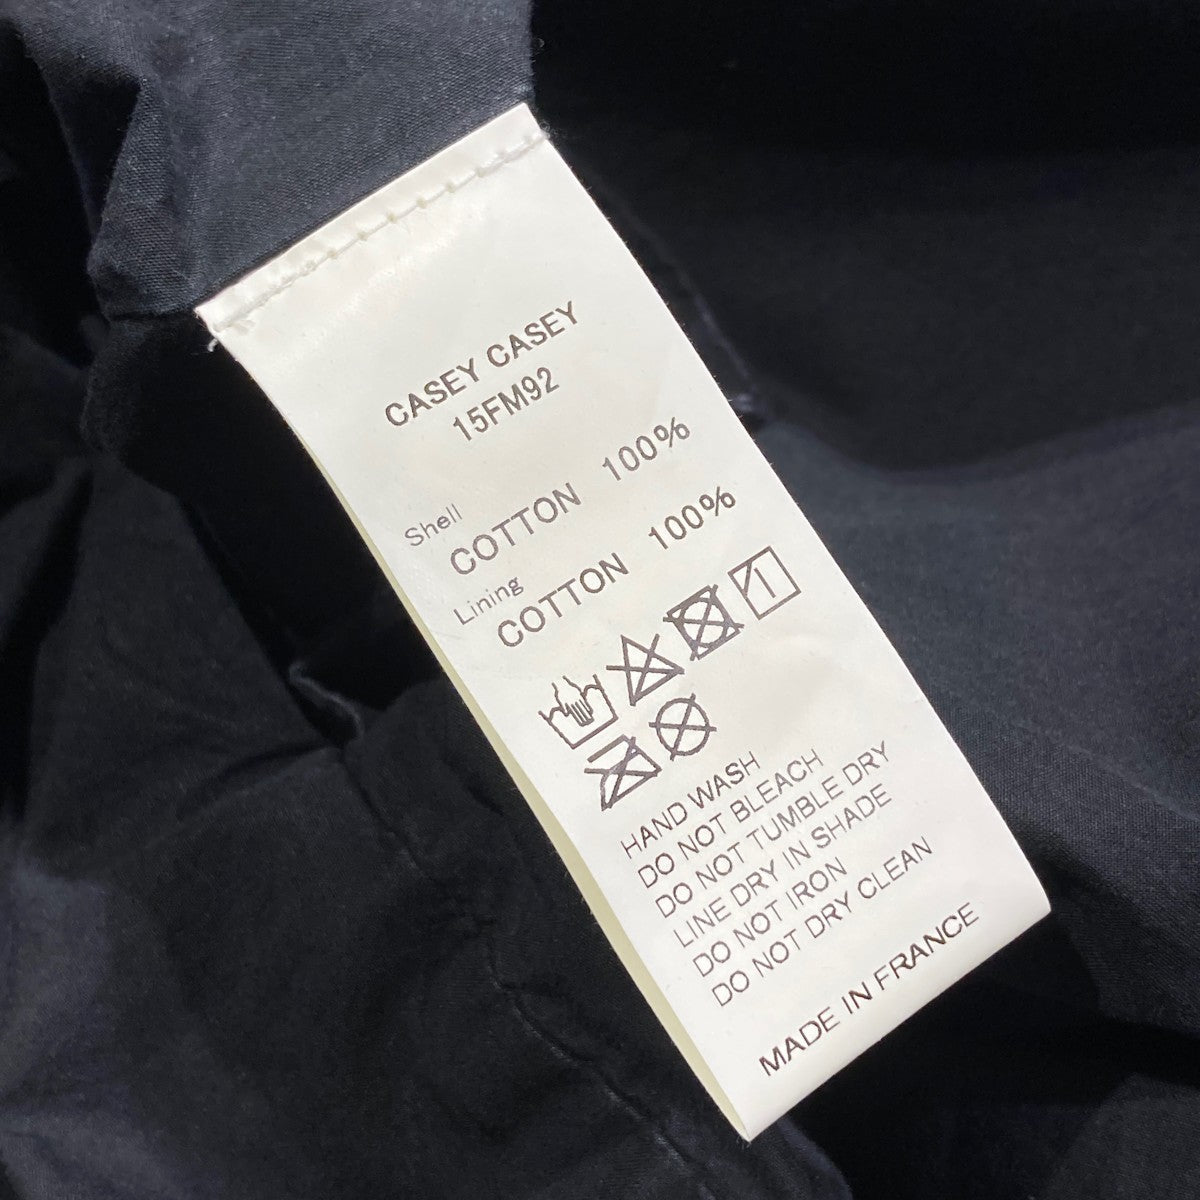 CASEY CASEY
15FM92
Shell
COTTON 100%
Lining
COTTON 100%
HAND WASH
DO NOT BLEACH
DO NOT TUMBLE DRY
LINE DRY IN SHADE
DO NOT IRON
DO NOT DRY CLEAN
MADE IN FRANCE